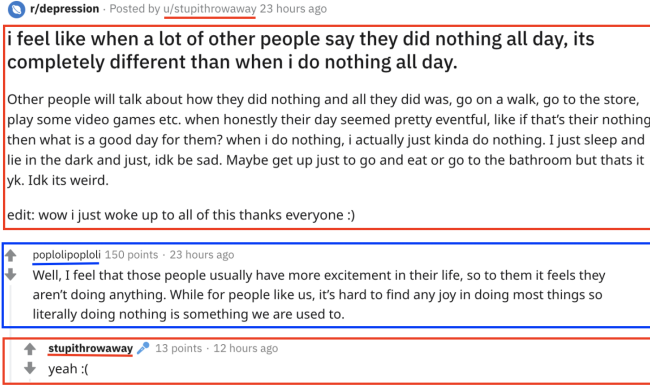 r/depression · Posted by u/stupithrowaway 23 hours ago
i feel like when a lot of other people say they did nothing all day, its
completely different than when i do nothing all day.
Other people will talk about how they did nothing and all they did was, go on a walk, go to the store,
play some video games etc. when honestly their day seemed pretty eventful, like if that's their nothing
then what is a good day for them? when i do nothing, i actually just kinda do nothing. I just sleep and
lie in the dark and just, idk be sad. Maybe get up just to go and eat or go to the bathroom but thats it
yk. Idk its weird.
edit: wow i just woke up to all of this thanks everyone :)
poplolipoploli 150 points · 23 hours ago
Well, I feel that those people usually have more excitement in their life, so to them it feels they
aren't doing anything. While for people like us, it's hard to find any joy in doing most things so
literally doing nothing is something we are used to.
stupithrowaway 13 points · 12 hours ago
yeah :(